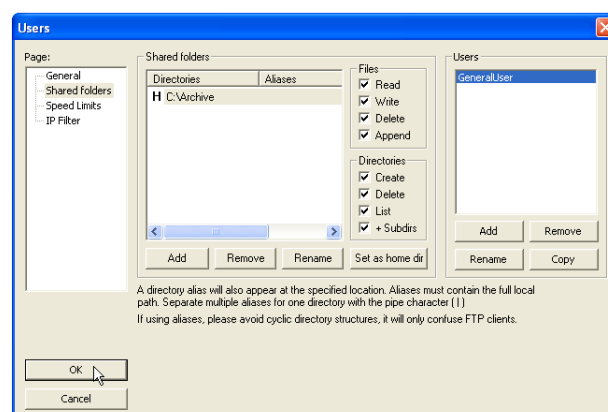 Users
Page:
General
Shared folders
Speed Limits
IP Filter
Shared folders
Directories Aliases
H C:\Archive
Files
Read
Write
Delete
Append
Directories
Create
Delete
List
+ Subdirs
Add Remove Rename Set as home dir
Users
GeneralUser
Add Remove
Rename Copy
A directory alias will also appear at the specified location. Aliases must contain the full local
path. Separate multiple aliases for one directory with the pipe character ( | )
If using aliases, please avoid cyclic directory structures, it will only confuse FTP clients.
OK
Cancel